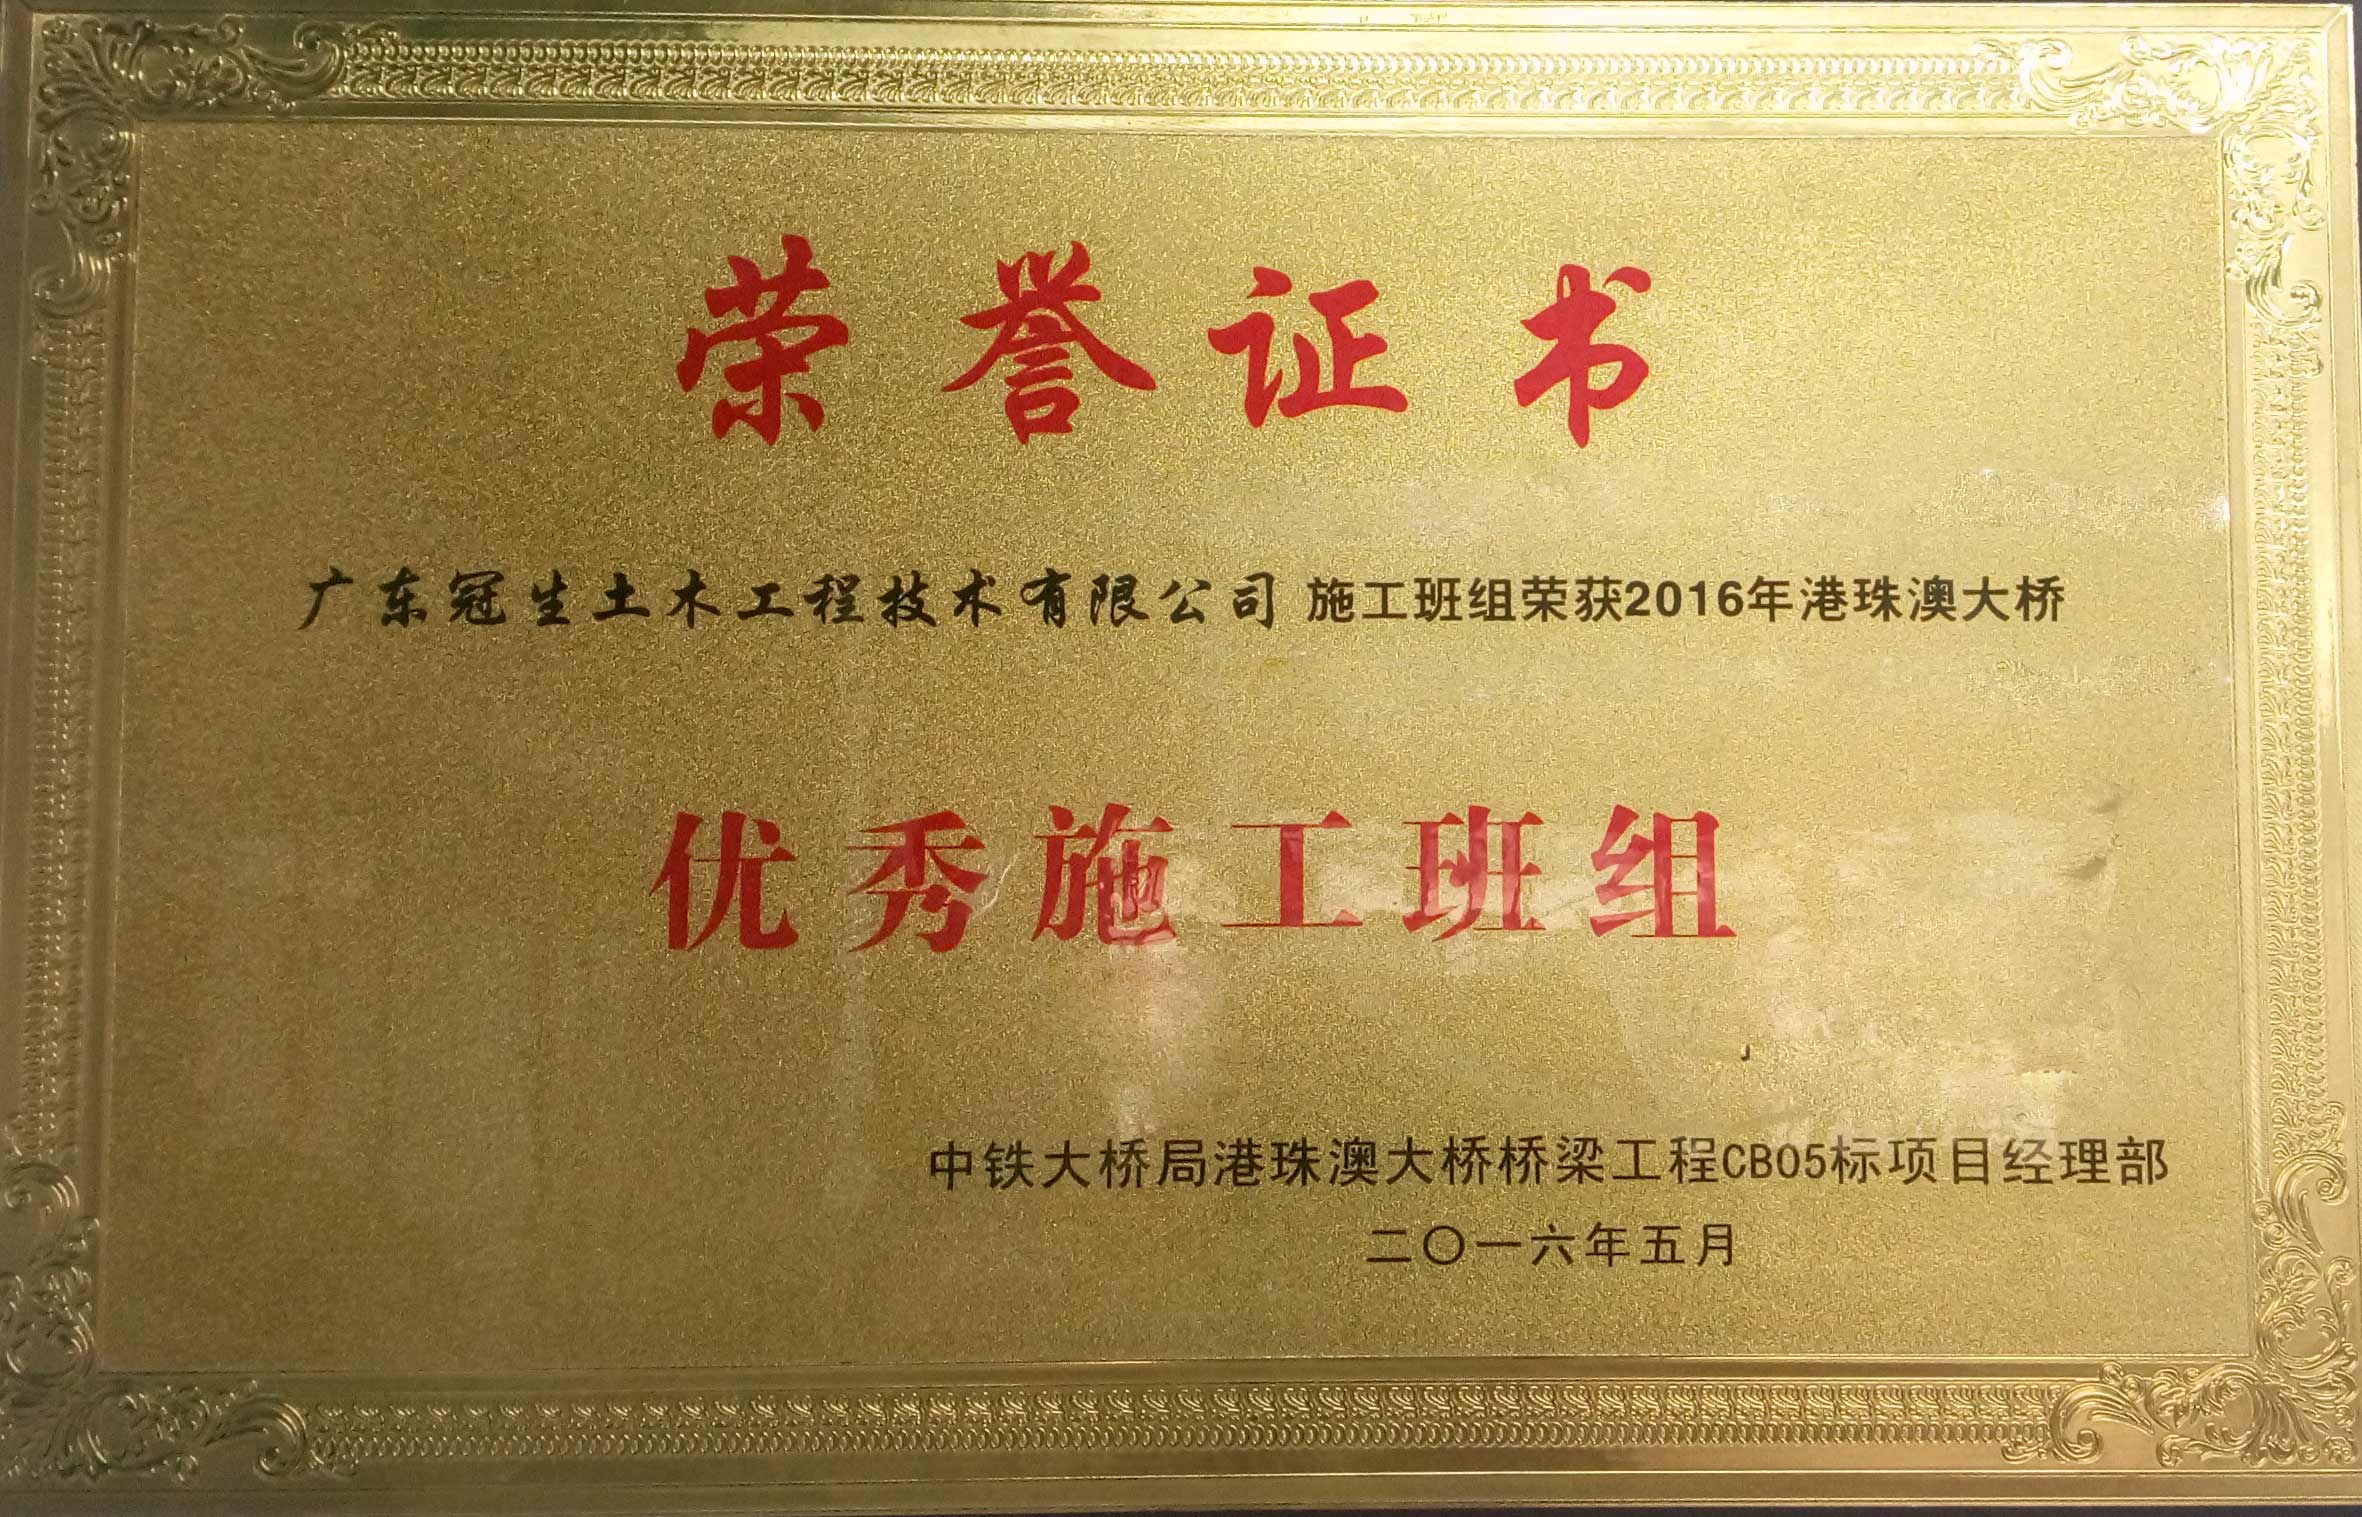 荣誉证书
广东冠生土木工程技术有限公司 施工班组荣获2016年港珠澳大桥
优秀施工班组
中铁大桥局港珠澳大桥桥梁工程CB05标项目经理部
二〇一六年五月